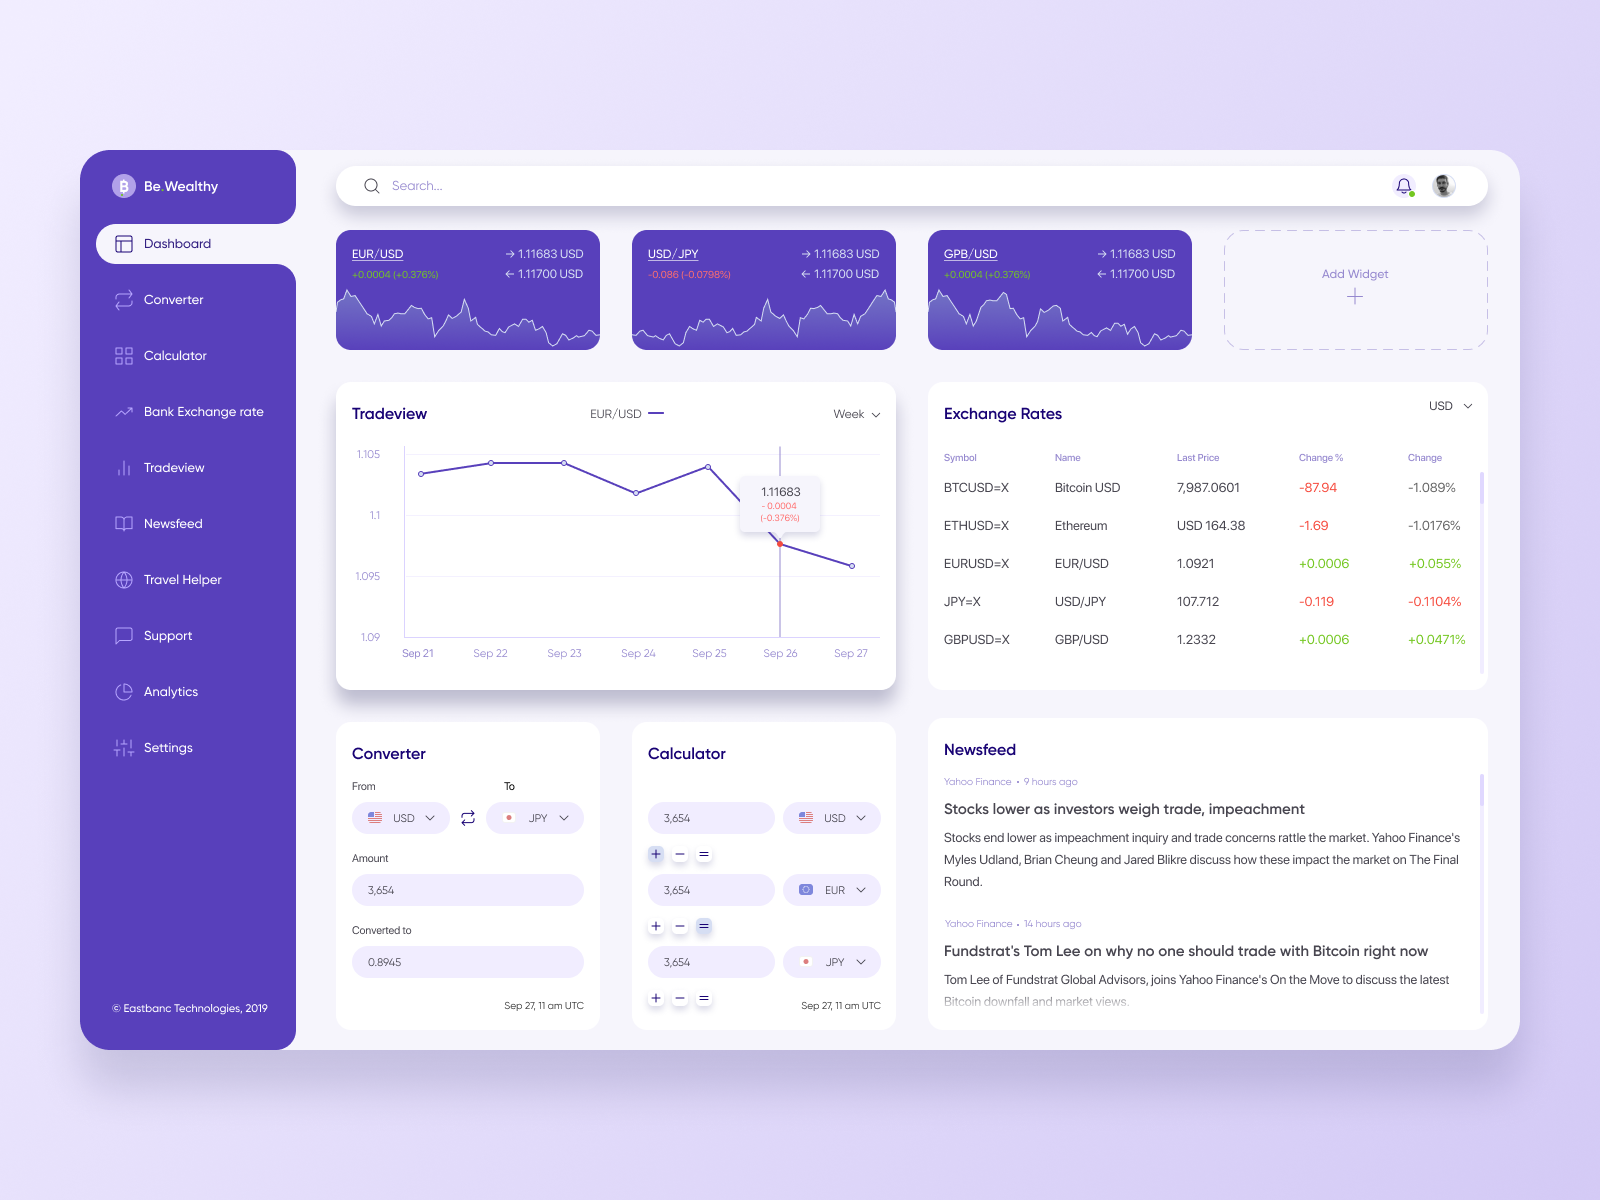 Be.Wealthy
Dashboard
Converter
Calculator
Bank Exchange rate
Tradeview
Newsfeed
Travel Helper
Support
Analytics
Settings
© Eastbanc Technologies, 2019
Search...
EUR/USD → 1.11683 USD
+0.0004 (+0.376%) ← 1.11700 USD
USD/JPY → 1.11683 USD
-0.086 (-0.0798%) ← 1.11700 USD
GPB/USD → 1.11683 USD
+0.0004 (+0.376%) ← 1.11700 USD
Add Widget
+
Tradeview EUR/USD Week
1.105
1.1
1.095
1.09
1.11683
- 0.0004
(-0.376%)
Sep 21 Sep 22 Sep 23 Sep 24 Sep 25 Sep 26 Sep 27
Exchange Rates USD
Symbol Name Last Price Change % Change
BTCUSD=X Bitcoin USD 7,987.0601 -87.94 -1.089%
ETHUSD=X Ethereum USD 164.38 -1.69 -1.0176%
EURUSD=X EUR/USD 1.0921 +0.0006 +0.055%
JPY=X USD/JPY 107.712 -0.119 -0.1104%
GBPUSD=X GBP/USD 1.2332 +0.0006 +0.0471%
Converter
From To
USD JPY
Amount
3,654
Converted to
0.8945
Sep 27, 11 am UTC
Calculator
3,654 USD
+ − =
3,654 EUR
+ − =
3,654 JPY
+ − =
Sep 27, 11 am UTC
Newsfeed
Yahoo Finance • 9 hours ago
Stocks lower as investors weigh trade, impeachment
Stocks end lower as impeachment inquiry and trade concerns rattle the market. Yahoo Finance's
Myles Udland, Brian Cheung and Jared Blikre discuss how these impact the market on The Final
Round.
Yahoo Finance • 14 hours ago
Fundstrat's Tom Lee on why no one should trade with Bitcoin right now
Tom Lee of Fundstrat Global Advisors, joins Yahoo Finance's On the Move to discuss the latest
Bitcoin downfall and market views.